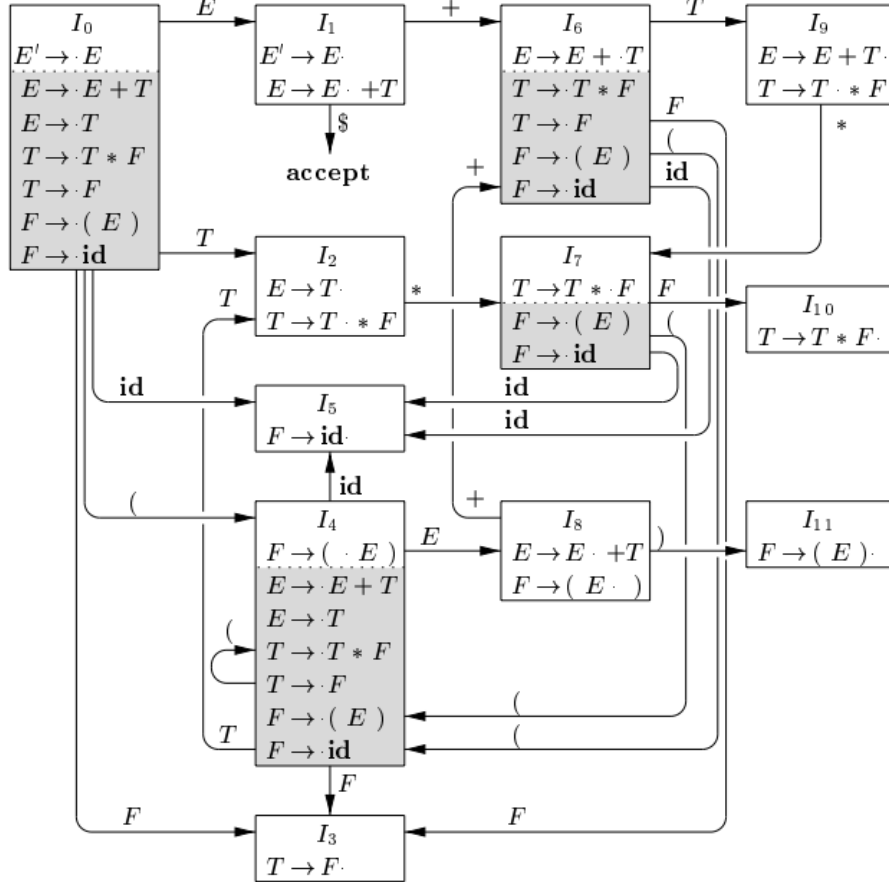 I0
E I1
+ I6
T I9
E' → · E
E → · E + T
E → · T
T → · T * F
T → · F
F → · ( E )
F → · id
E' → E ·
E → E · + T
$
accept
E → E + · T
T → · T * F
T → · F
F → · ( E )
F → · id
F
(
id
+
E → E + T ·
T → T · * F
*
T
I2
E → T ·
T → T · * F
T
*
I7
T → T * · F
F → · ( E )
F → · id
F
(
I10
T → T * F ·
id
I5
F → id ·
id
id
id
(
I4
F → ( · E )
E → · E + T
E → · T
T → · T * F
T → · F
F → · ( E )
F → · id
E
(
T
+
I8
E → E · + T
F → ( E · )
)
I11
F → ( E ) ·
(
(
F
F
I3
T → F ·
F